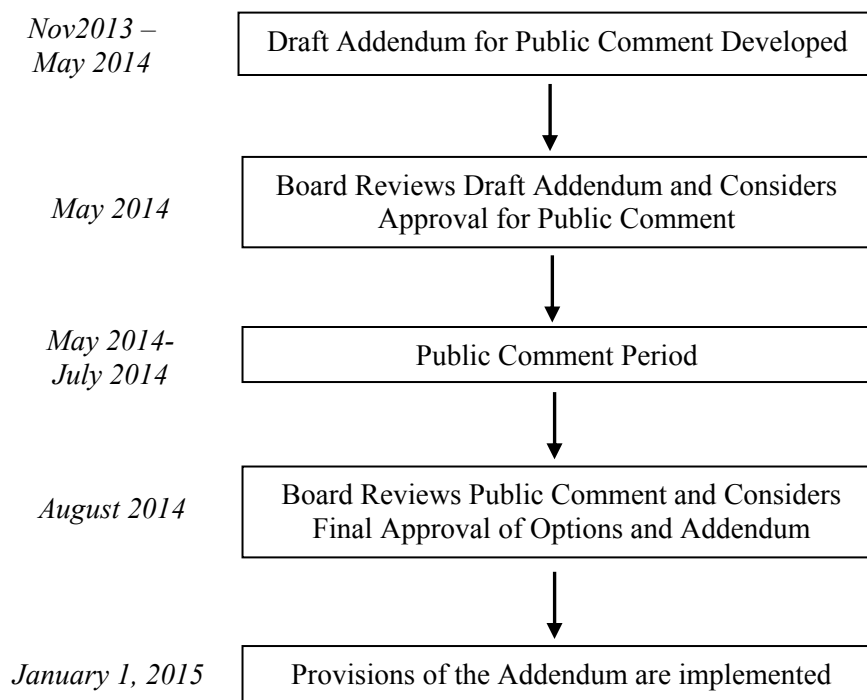 Nov2013 –
May 2014
Draft Addendum for Public Comment Developed
May 2014
Board Reviews Draft Addendum and Considers
Approval for Public Comment
May 2014-
July 2014
Public Comment Period
August 2014
Board Reviews Public Comment and Considers
Final Approval of Options and Addendum
January 1, 2015
Provisions of the Addendum are implemented